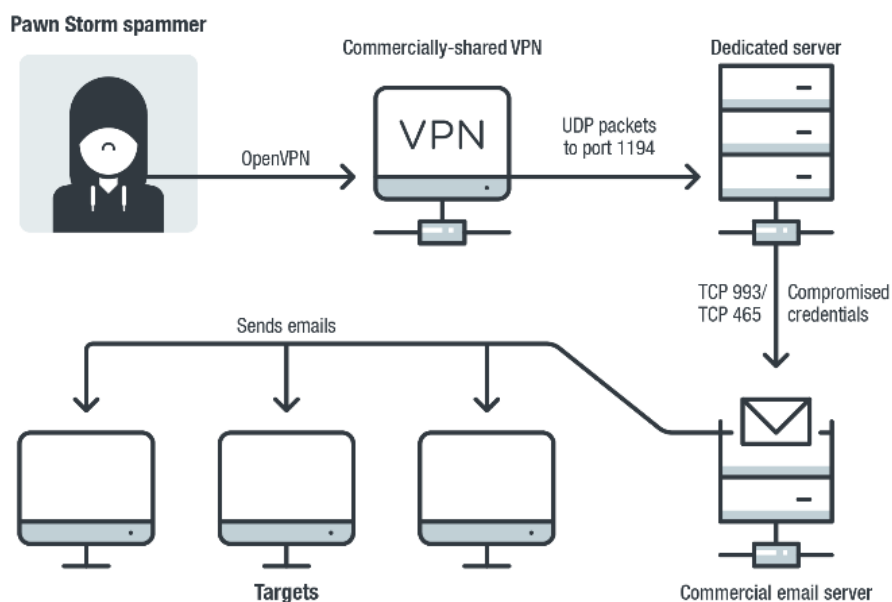 Pawn Storm spammer
Commercially-shared VPN
Dedicated server
VPN
OpenVPN
UDP packets
to port 1194
TCP 993/
TCP 465
Compromised
credentials
Sends emails
Targets
Commercial email server